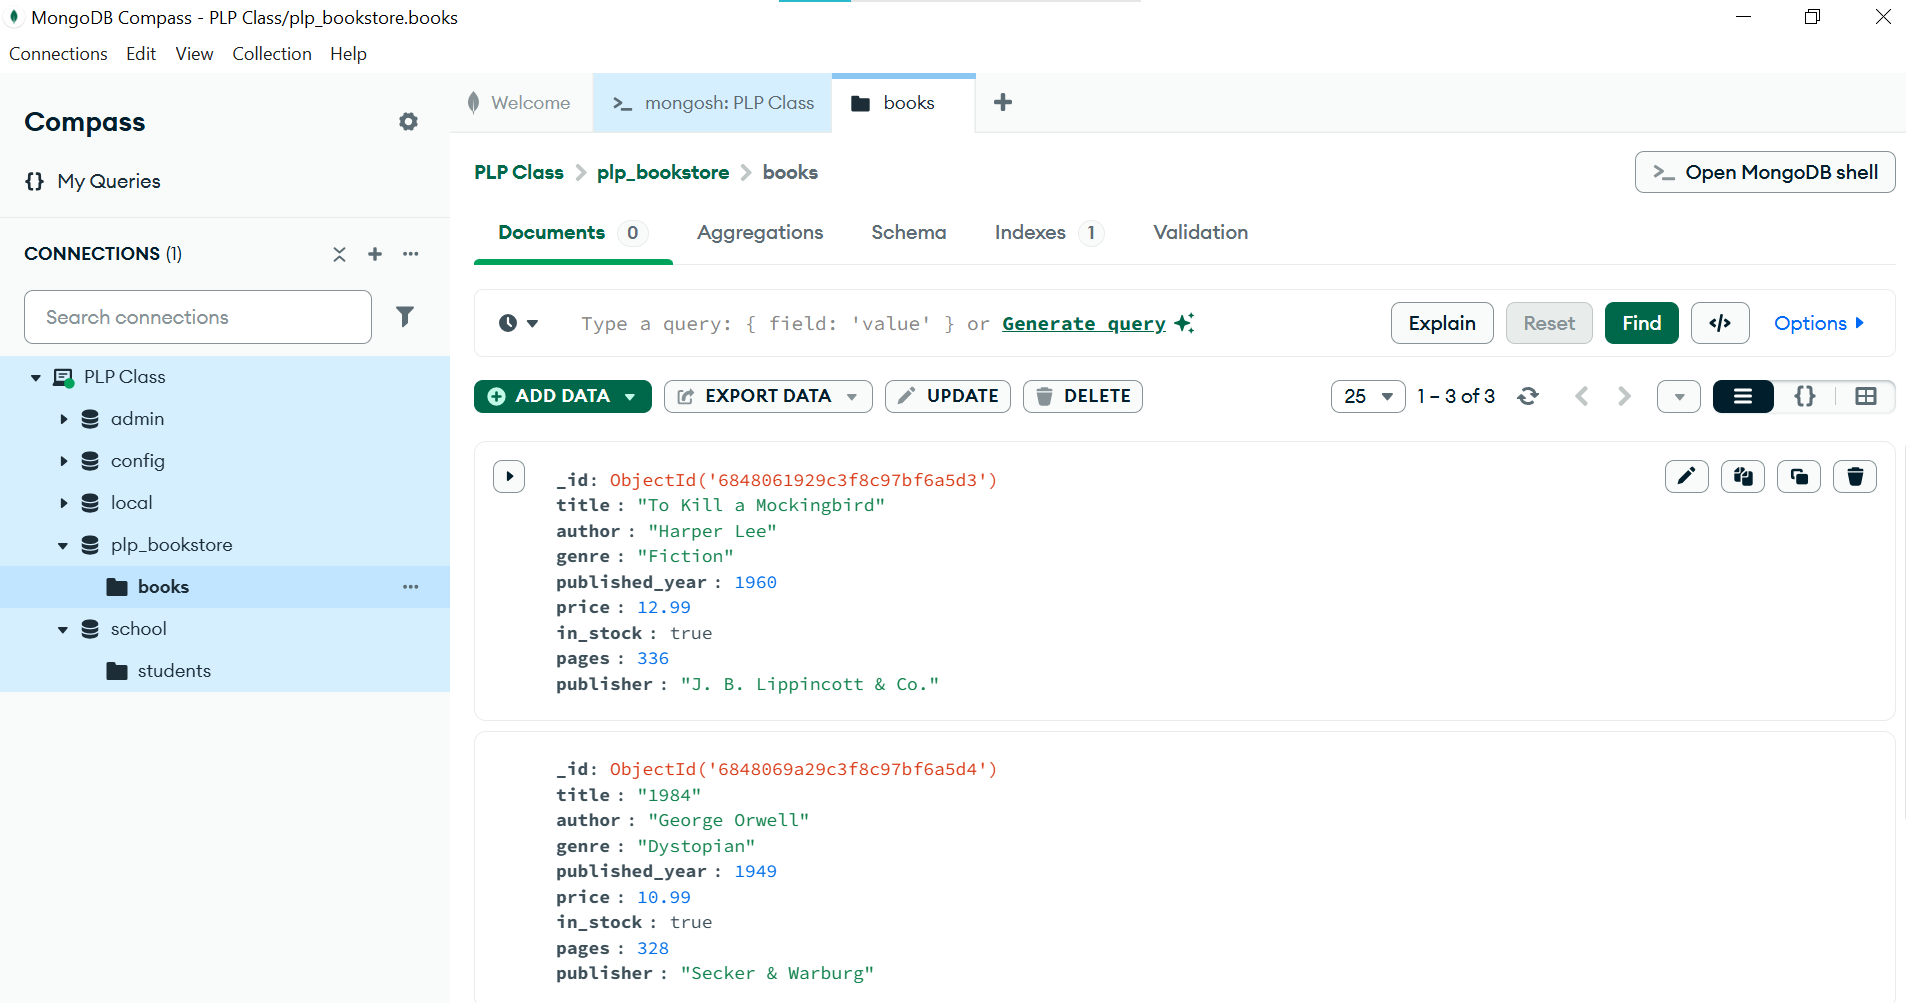 MongoDB Compass - PLP Class/plp_bookstore.books
Connections Edit View Collection Help
Compass
My Queries
CONNECTIONS (1)
Search connections
PLP Class
admin
config
local
plp_bookstore
books
school
students
Welcome
mongosh: PLP Class
books
PLP Class > plp_bookstore > books
Open MongoDB shell
Documents 0
Aggregations
Schema
Indexes 1
Validation
Type a query: { field: 'value' } or Generate query
Explain
Reset
Find
</>
Options
ADD DATA
EXPORT DATA
UPDATE
DELETE
25
1 – 3 of 3
{}
_id: ObjectId('6848061929c3f8c97bf6a5d3')
title : "To Kill a Mockingbird"
author : "Harper Lee"
genre : "Fiction"
published_year : 1960
price : 12.99
in_stock : true
pages : 336
publisher : "J. B. Lippincott & Co."
_id: ObjectId('6848069a29c3f8c97bf6a5d4')
title : "1984"
author : "George Orwell"
genre : "Dystopian"
published_year : 1949
price : 10.99
in_stock : true
pages : 328
publisher : "Secker & Warburg"